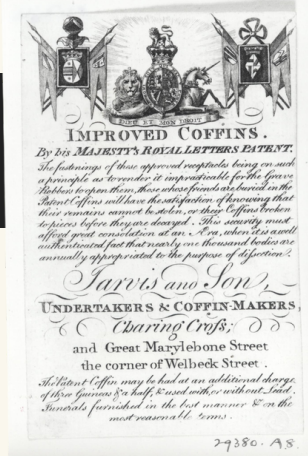 DIEU ET MON DROIT
IMPROVED COFFINS.
By his MAJESTY'S ROYAL LETTERS PATENT.
The fastenings of these approved receptacles being on such
a principle as to render it impracticable for the Grave
Robbers to open them, those whose friends are buried in the
Patent Coffins will have the satisfaction of knowing that
their remains cannot be stolen, or their Coffins broken
to pieces before they are decayed. This security must
afford great consolation at an Æra, when it is a well
authenticated fact that nearly one thousand bodies are
annually appropriated to the purpose of dissection.
Jarvis and Son,
UNDERTAKERS & COFFIN-MAKERS,
Charing Cross;
and Great Marylebone Street
the corner of Welbeck Street.
The Patent Coffin may be had at an additional charge
of three Guineas & a half, & used with, or without Lead.
Funerals furnished in the best manner & on the
most reasonable terms.
29380. A.8.